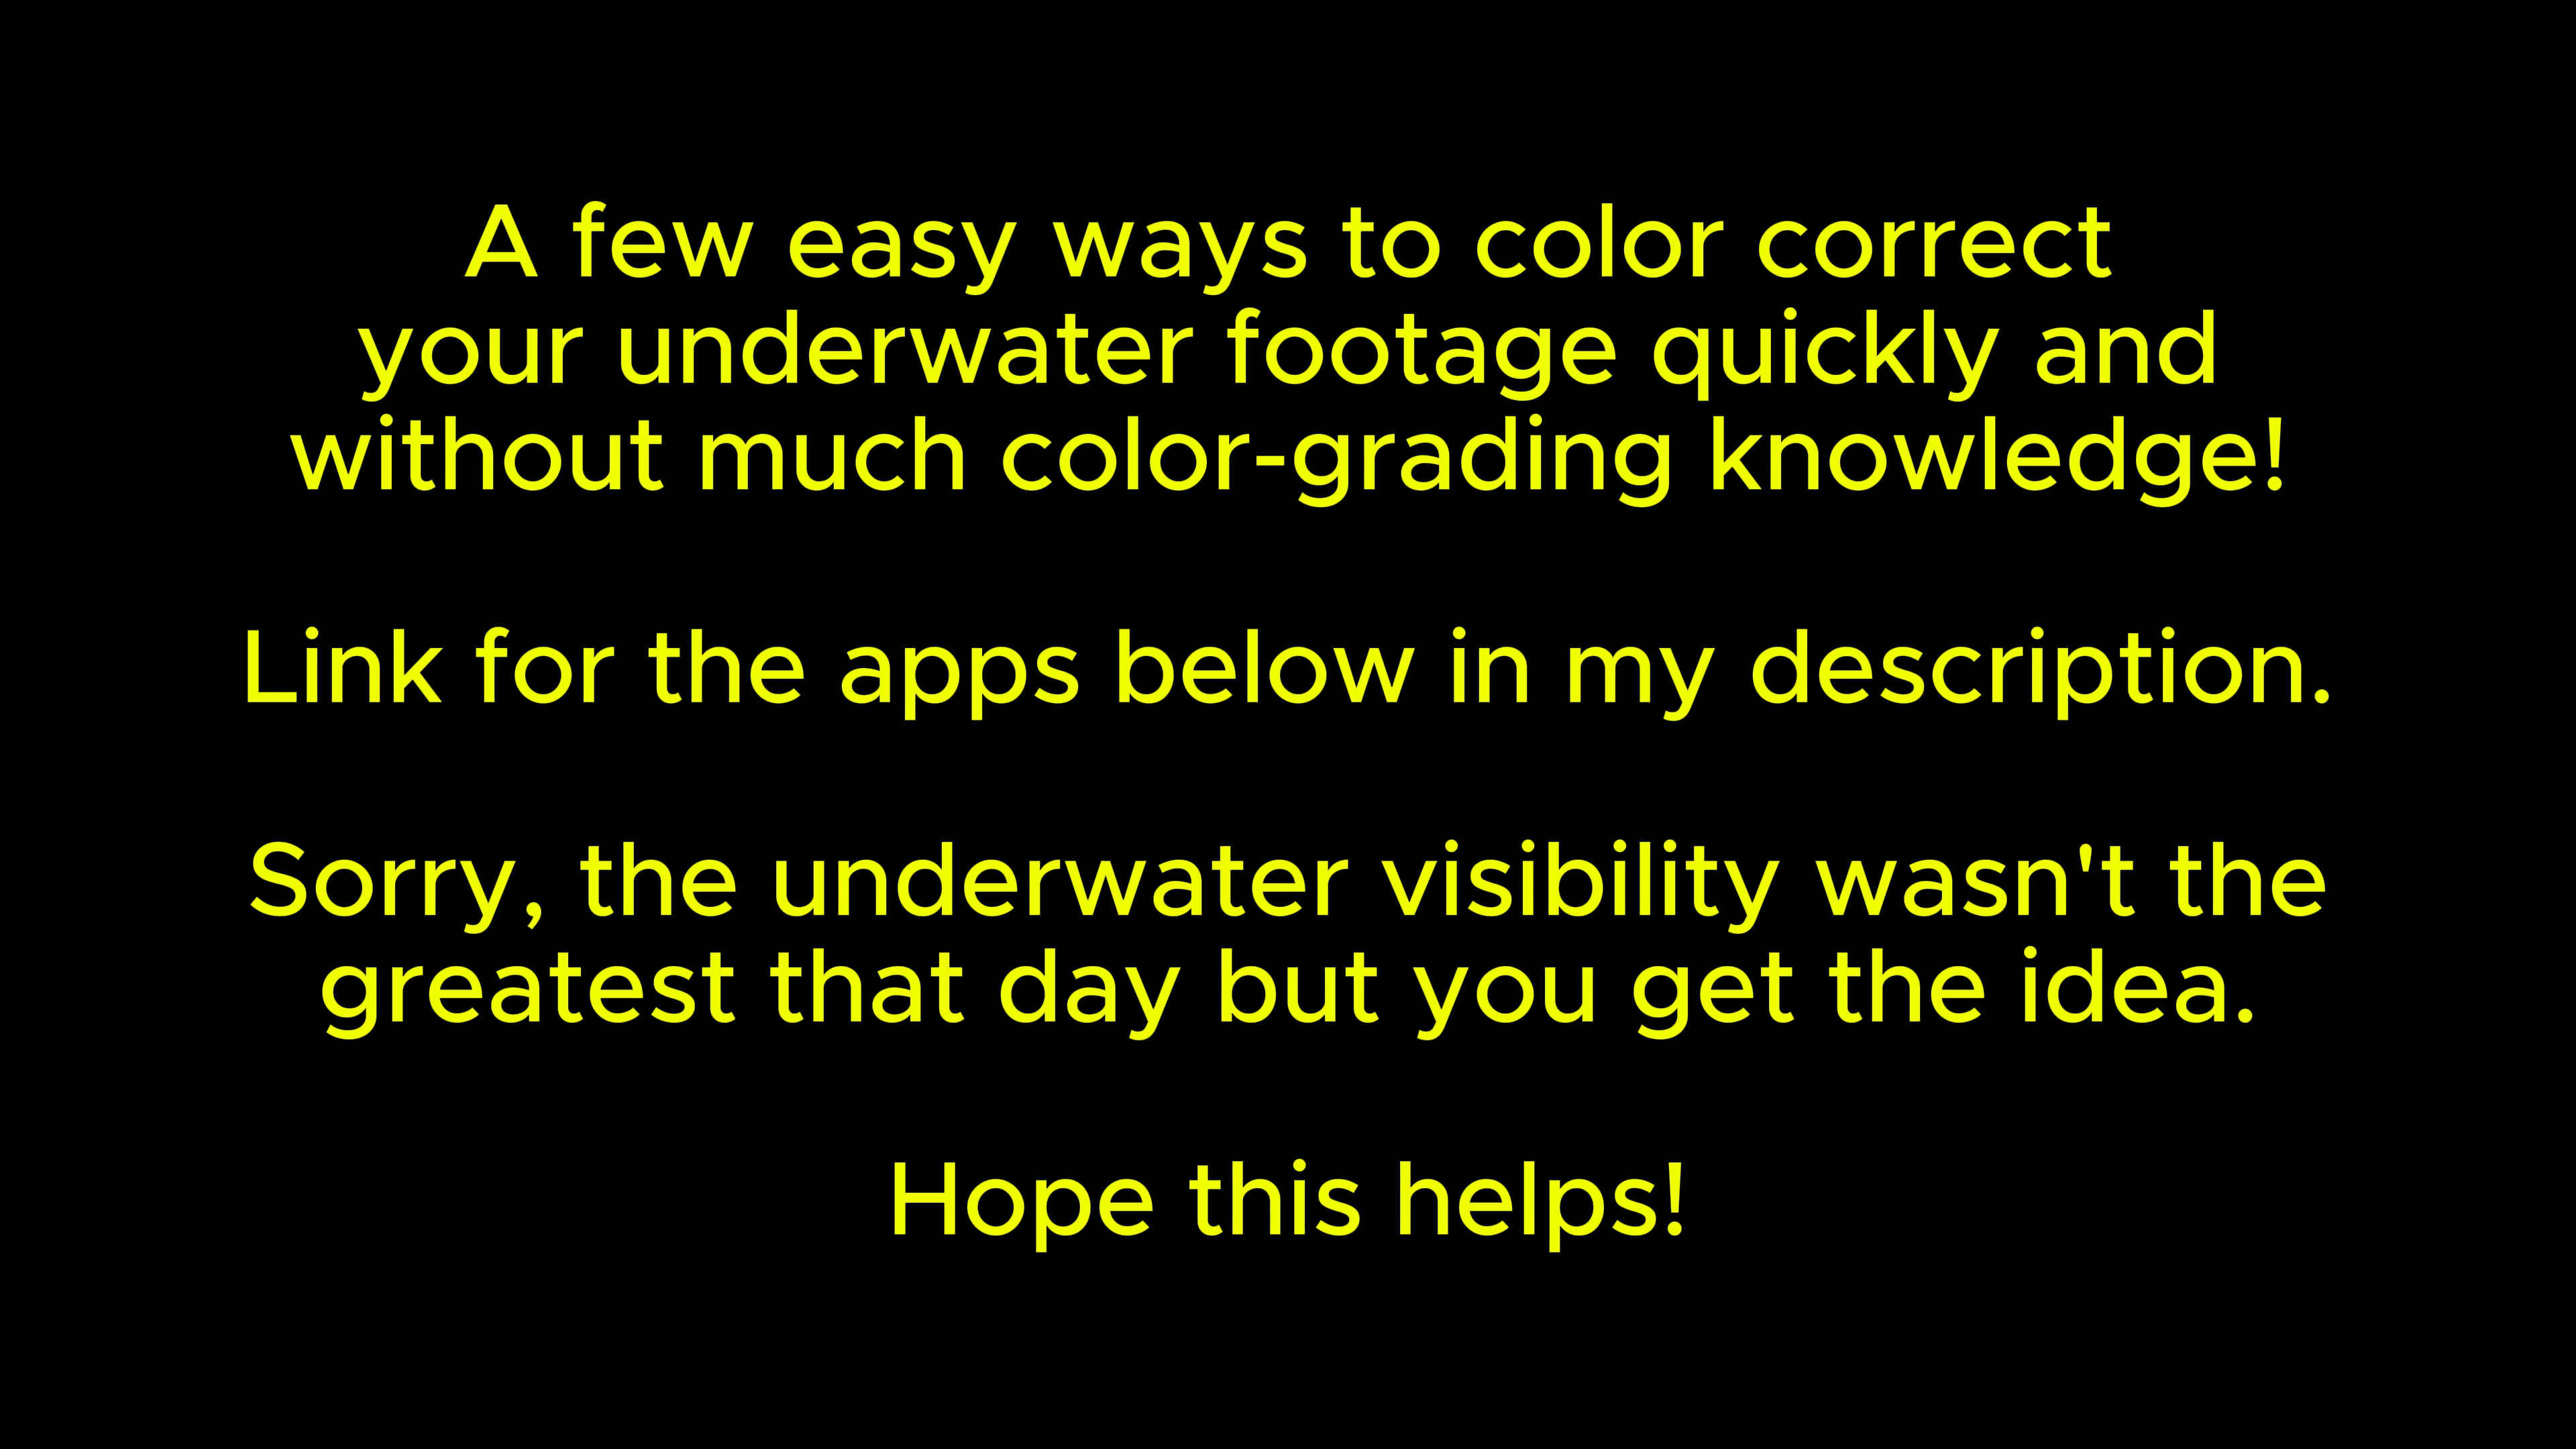 A few easy ways to color correct
your underwater footage quickly and
without much color-grading knowledge!
Link for the apps below in my description.
Sorry, the underwater visibility wasn't the
greatest that day but you get the idea.
Hope this helps!